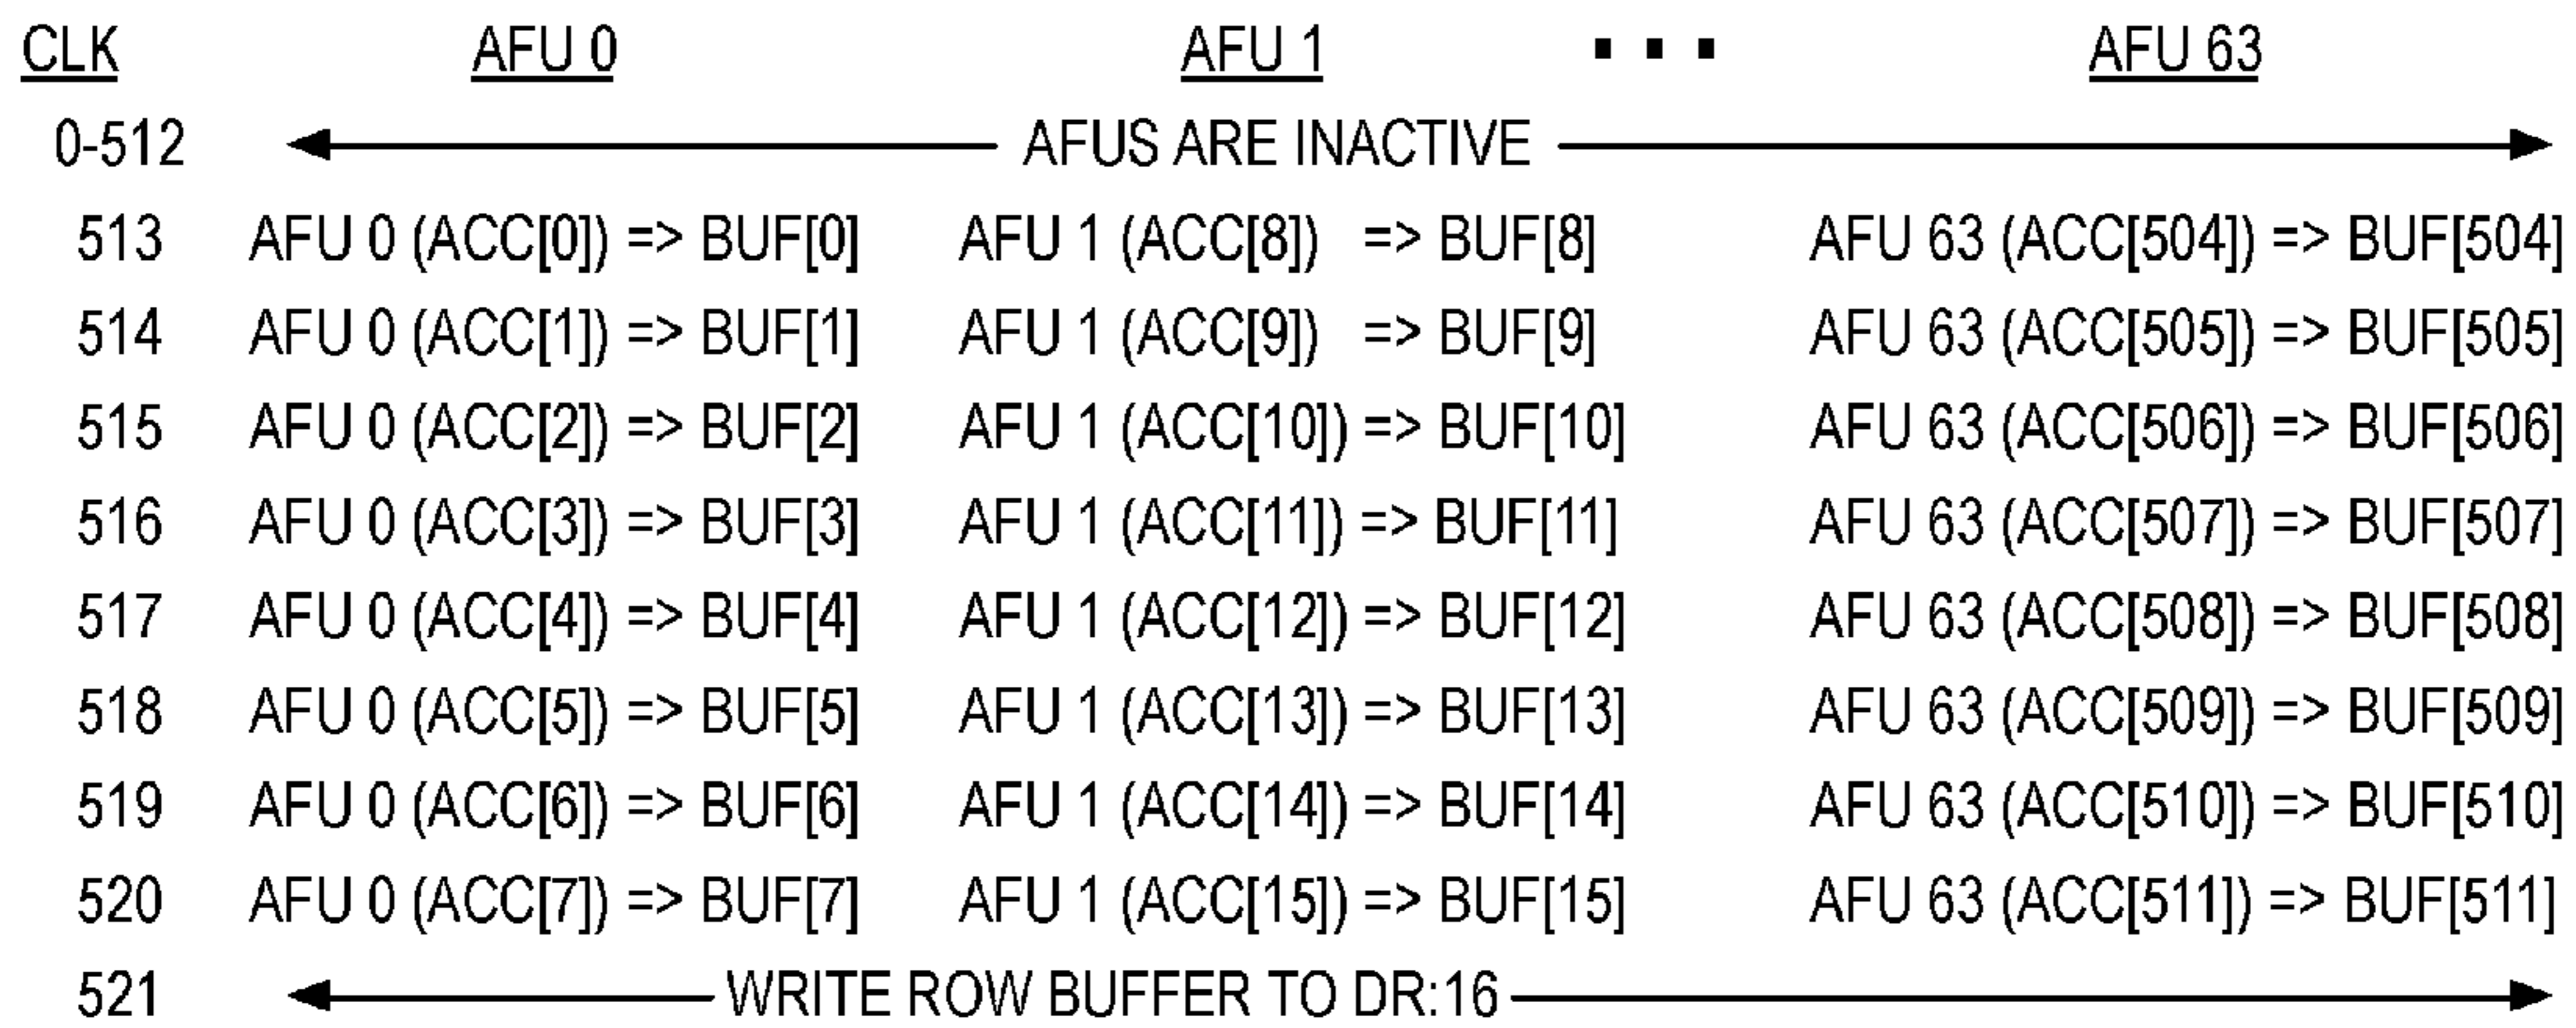 CLK AFU 0 AFU 1 ▪ ▪ ▪ AFU 63
0-512 AFUS ARE INACTIVE
513 AFU 0 (ACC[0]) => BUF[0] AFU 1 (ACC[8]) => BUF[8] AFU 63 (ACC[504]) => BUF[504]
514 AFU 0 (ACC[1]) => BUF[1] AFU 1 (ACC[9]) => BUF[9] AFU 63 (ACC[505]) => BUF[505]
515 AFU 0 (ACC[2]) => BUF[2] AFU 1 (ACC[10]) => BUF[10] AFU 63 (ACC[506]) => BUF[506]
516 AFU 0 (ACC[3]) => BUF[3] AFU 1 (ACC[11]) => BUF[11] AFU 63 (ACC[507]) => BUF[507]
517 AFU 0 (ACC[4]) => BUF[4] AFU 1 (ACC[12]) => BUF[12] AFU 63 (ACC[508]) => BUF[508]
518 AFU 0 (ACC[5]) => BUF[5] AFU 1 (ACC[13]) => BUF[13] AFU 63 (ACC[509]) => BUF[509]
519 AFU 0 (ACC[6]) => BUF[6] AFU 1 (ACC[14]) => BUF[14] AFU 63 (ACC[510]) => BUF[510]
520 AFU 0 (ACC[7]) => BUF[7] AFU 1 (ACC[15]) => BUF[15] AFU 63 (ACC[511]) => BUF[511]
521 WRITE ROW BUFFER TO DR:16